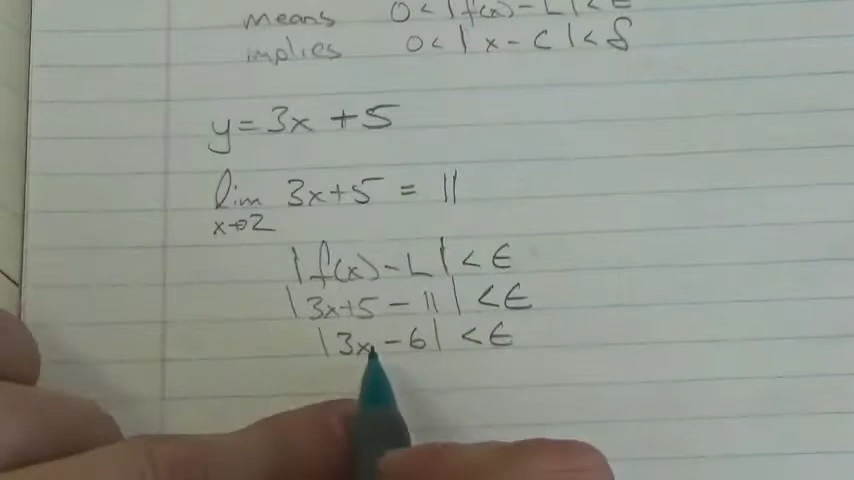 means 0 < |f(x) - L| < ε
implies 0 < |x - c| < δ
y = 3x + 5
lim 3x+5 = 11
x→2
|f(x) - L| < ε
|3x+5 - 11| < ε
|3x - 6| < ε